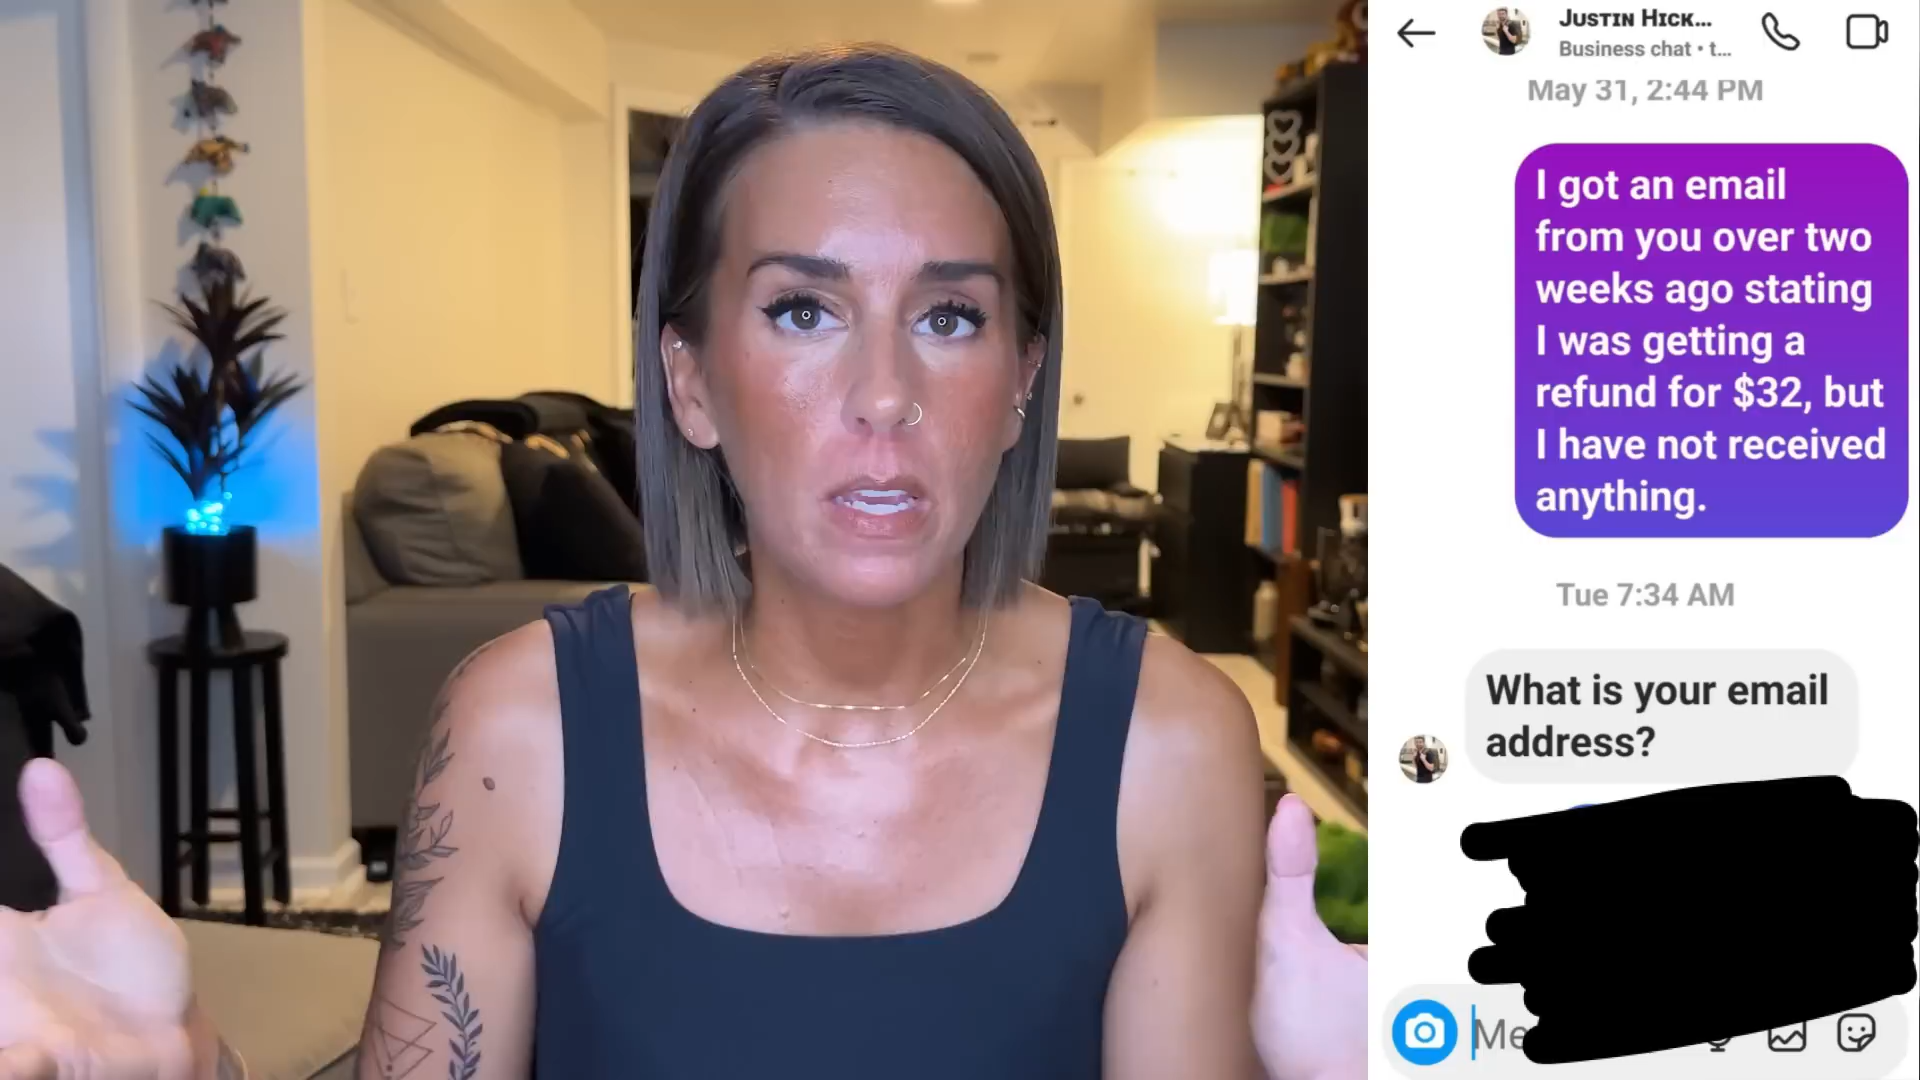 JUSTIN HICK...
Business chat • t...
May 31, 2:44 PM
I got an email
from you over two
weeks ago stating
I was getting a
refund for $32, but
I have not received
anything.
Tue 7:34 AM
What is your email
address?
Me